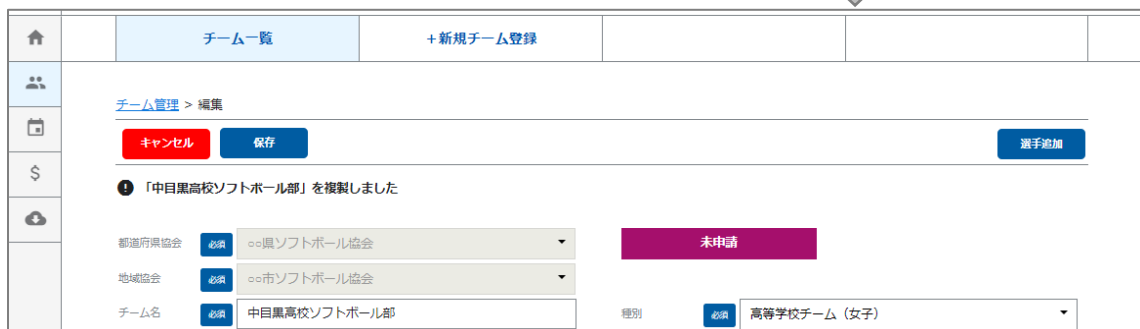 チーム一覧 +新規チーム登録
チーム管理 > 編集
キャンセル 保存 選手追加
! 「中目黒高校ソフトボール部」を複製しました
都道府県協会 必須 ○○県ソフトボール協会 未申請
地域協会 必須 ○○市ソフトボール協会
チーム名 必須 中目黒高校ソフトボール部 種別 必須 高等学校チーム（女子）